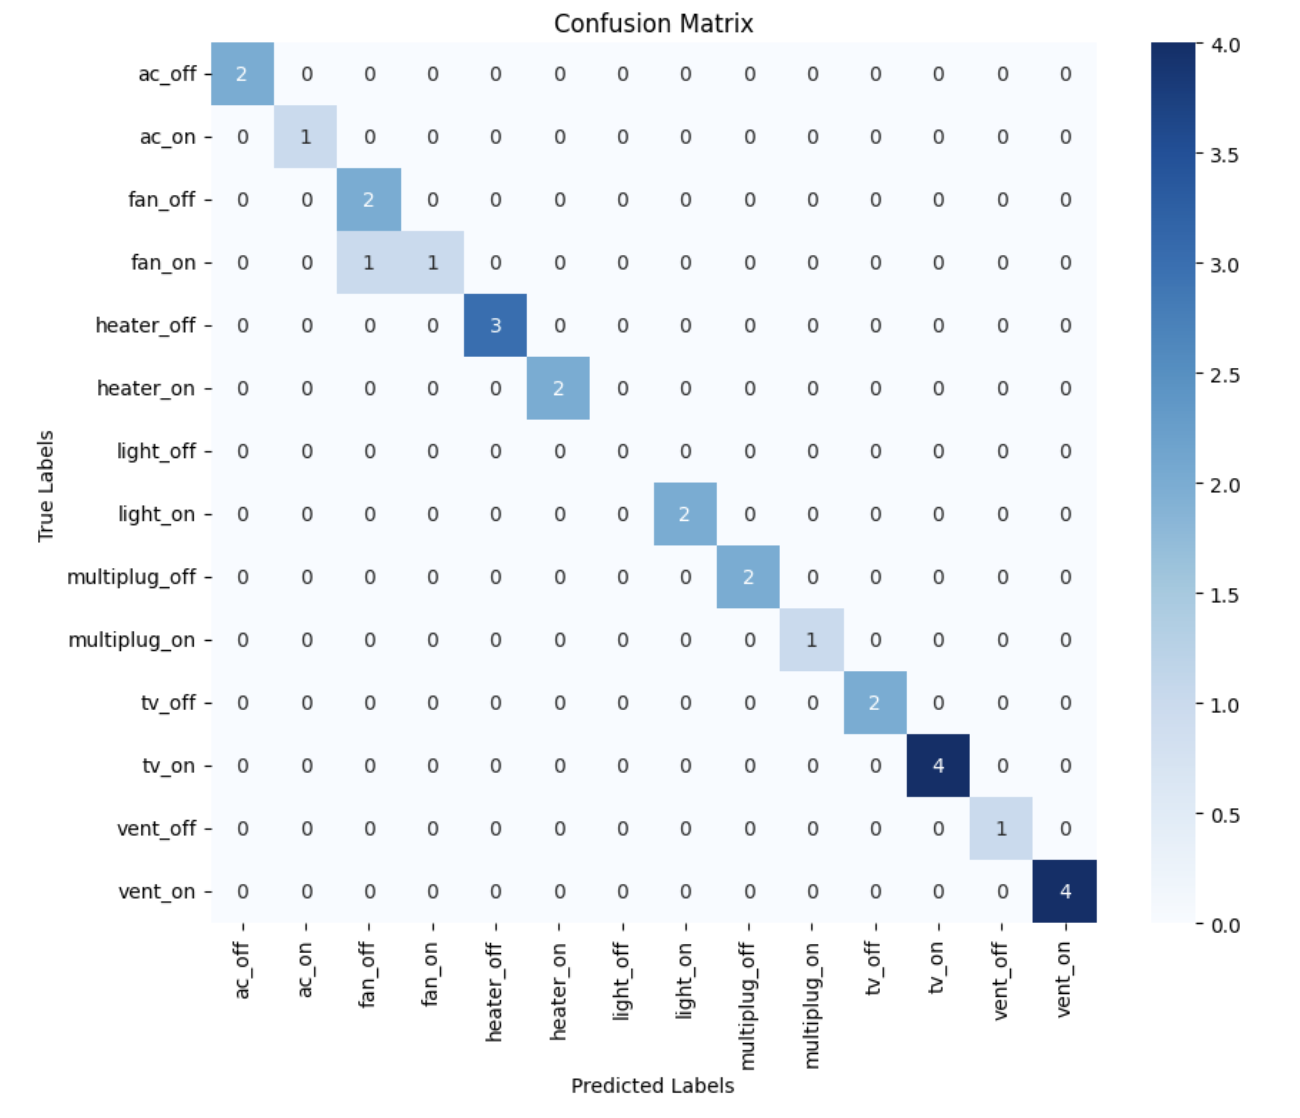 Confusion Matrix
ac_off 2 0 0 0 0 0 0 0 0 0 0 0 0 0
ac_on 0 1 0 0 0 0 0 0 0 0 0 0 0 0
fan_off 0 0 2 0 0 0 0 0 0 0 0 0 0 0
fan_on 0 0 1 1 0 0 0 0 0 0 0 0 0 0
heater_off 0 0 0 0 3 0 0 0 0 0 0 0 0 0
heater_on 0 0 0 0 0 2 0 0 0 0 0 0 0 0
light_off 0 0 0 0 0 0 0 0 0 0 0 0 0 0
light_on 0 0 0 0 0 0 0 2 0 0 0 0 0 0
multiplug_off 0 0 0 0 0 0 0 0 2 0 0 0 0 0
multiplug_on 0 0 0 0 0 0 0 0 0 1 0 0 0 0
tv_off 0 0 0 0 0 0 0 0 0 0 2 0 0 0
tv_on 0 0 0 0 0 0 0 0 0 0 0 4 0 0
vent_off 0 0 0 0 0 0 0 0 0 0 0 0 1 0
vent_on 0 0 0 0 0 0 0 0 0 0 0 0 0 4
True Labels
ac_off
ac_on
fan_off
fan_on
heater_off
heater_on
light_off
light_on
multiplug_off
multiplug_on
tv_off
tv_on
vent_off
vent_on
Predicted Labels
4.0
3.5
3.0
2.5
2.0
1.5
1.0
0.5
0.0